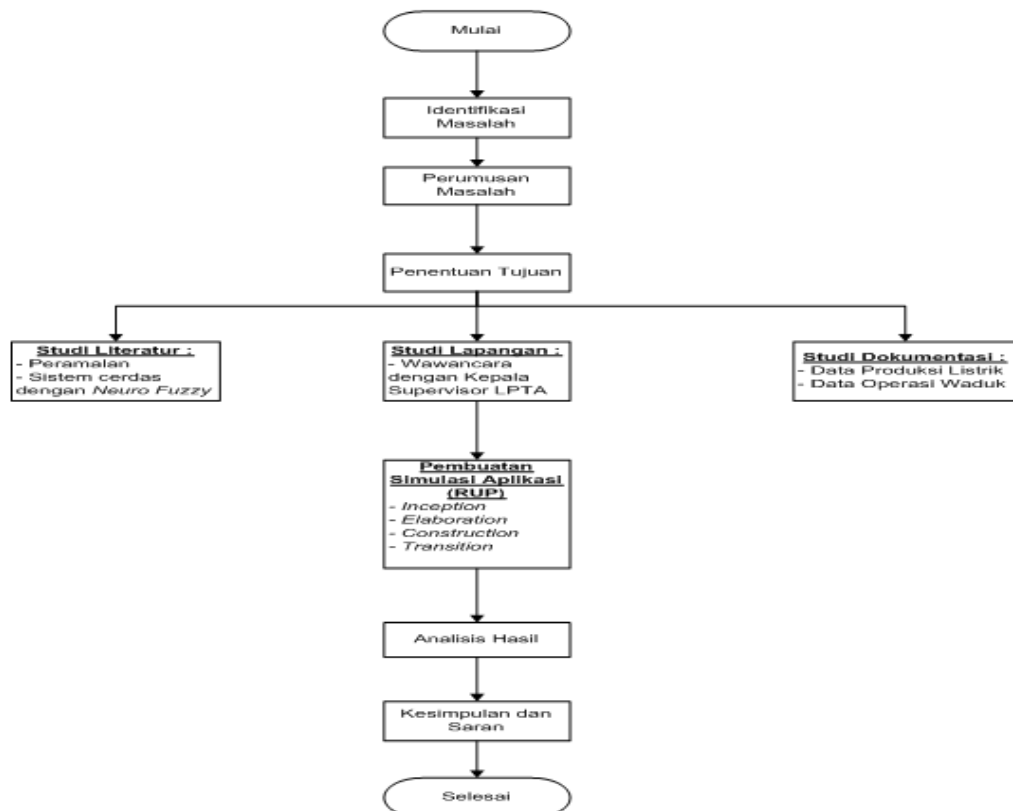 Mulai
Identifikasi
Masalah
Perumusan
Masalah
Penentuan Tujuan
Studi Literatur :
- Peramalan
- Sistem cerdas
dengan Neuro Fuzzy
Studi Lapangan :
- Wawancara
dengan Kepala
Supervisor LPTA
Studi Dokumentasi :
- Data Produksi Listrik
- Data Operasi Waduk
Pembuatan
Simulasi Aplikasi
(RUP)
- Inception
- Elaboration
- Construction
- Transition
Analisis Hasil
Kesimpulan dan
Saran
Selesai